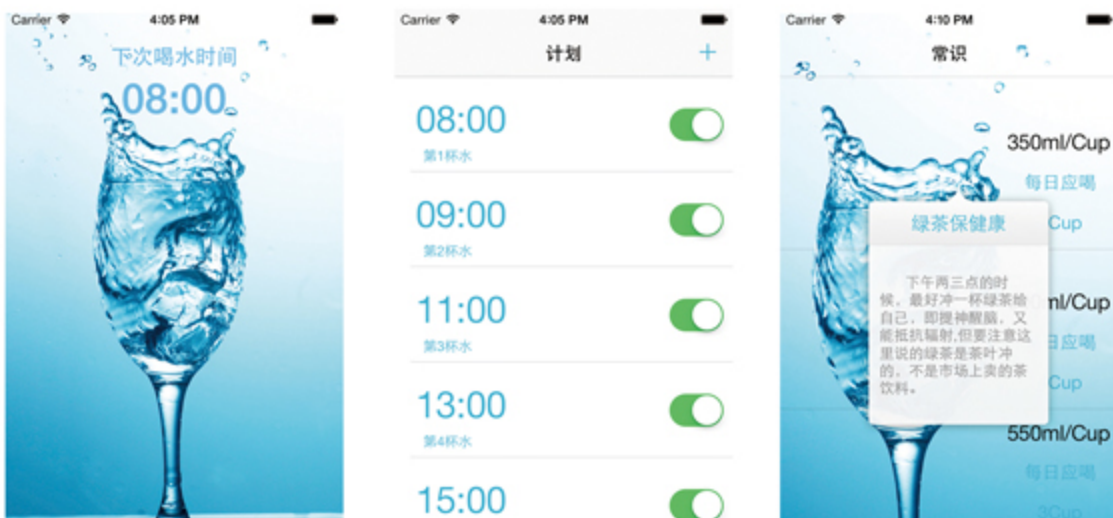 Carrier 4:05 PM
下次喝水时间
08:00
Carrier 4:05 PM
计划 +
08:00
第1杯水
09:00
第2杯水
11:00
第3杯水
13:00
第4杯水
15:00
Carrier 4:10 PM
常识
350ml/Cup
每日应喝
Cup
绿茶保健康
下午两三点的时
候，最好冲一杯绿茶给
自己，即提神醒脑，又
能抵抗辐射,但要注意这
里说的绿茶是茶叶冲
的，不是市场上卖的茶
饮料。
ml/Cup
日应喝
Cup
550ml/Cup
每日应喝
3Cup